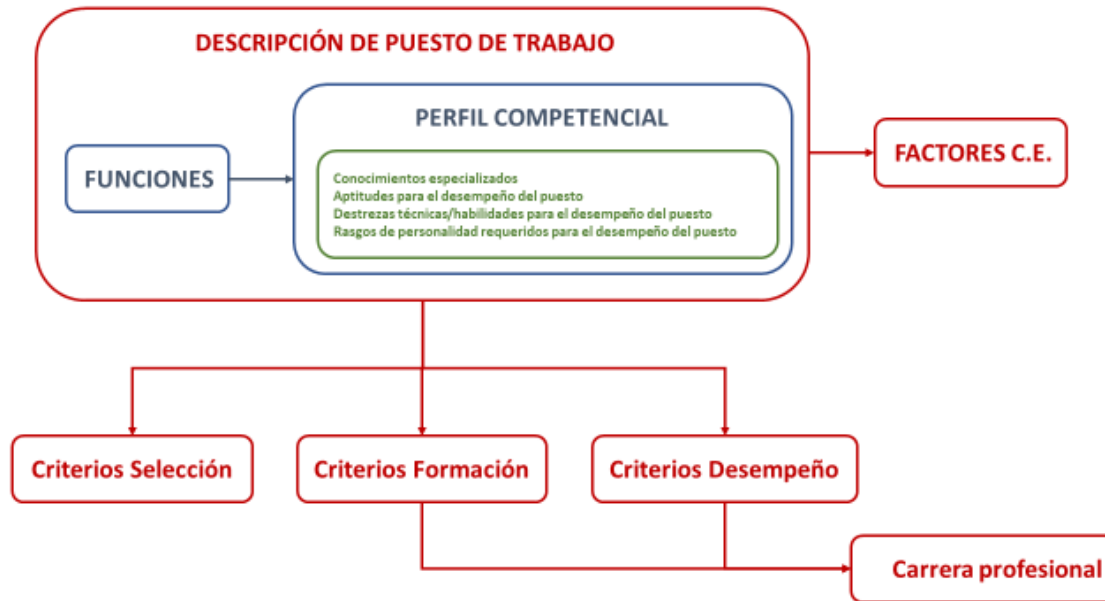 DESCRIPCIÓN DE PUESTO DE TRABAJO
PERFIL COMPETENCIAL
FUNCIONES
Conocimientos especializados
Aptitudes para el desempeño del puesto
Destrezas técnicas/habilidades para el desempeño del puesto
Rasgos de personalidad requeridos para el desempeño del puesto
FACTORES C.E.
Criterios Selección
Criterios Formación
Criterios Desempeño
Carrera profesional